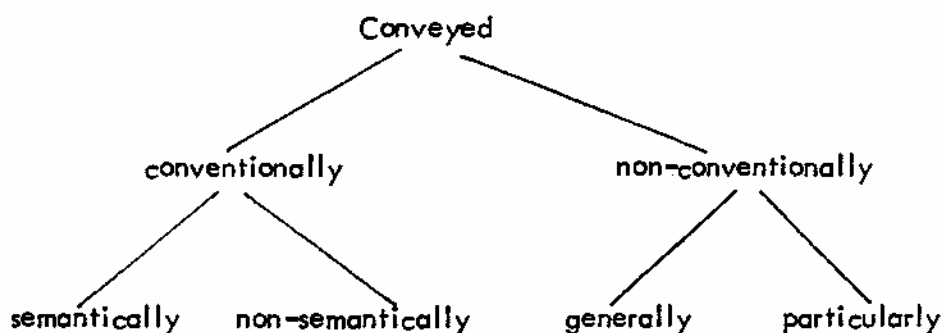 Conveyed
conventionally non-conventionally
semantically non-semantically generally particularly